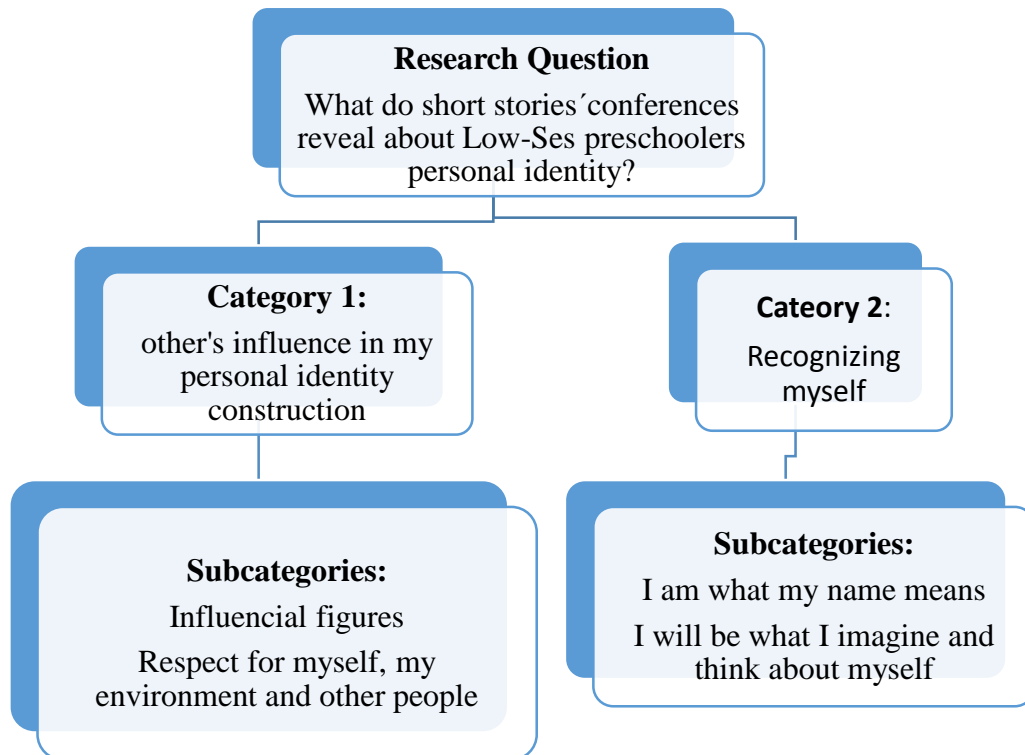 Research Question
What do short stories´conferences
reveal about Low-Ses preschoolers
personal identity?
Category 1:
other's influence in my
personal identity
construction
Cateory 2:
Recognizing
myself
Subcategories:
Influencial figures
Respect for myself, my
environment and other people
Subcategories:
I am what my name means
I will be what I imagine and
think about myself